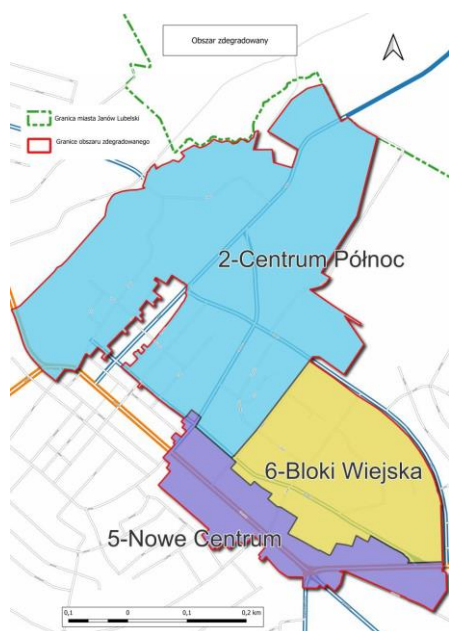 Obszar zdegradowany
Granice miasta Janów Lubelski
Granice obszaru zdegradowanego
2-Centrum Północ
6-Bloki Wiejska
5-Nowe Centrum
0,1 0 0,1 0,2 km